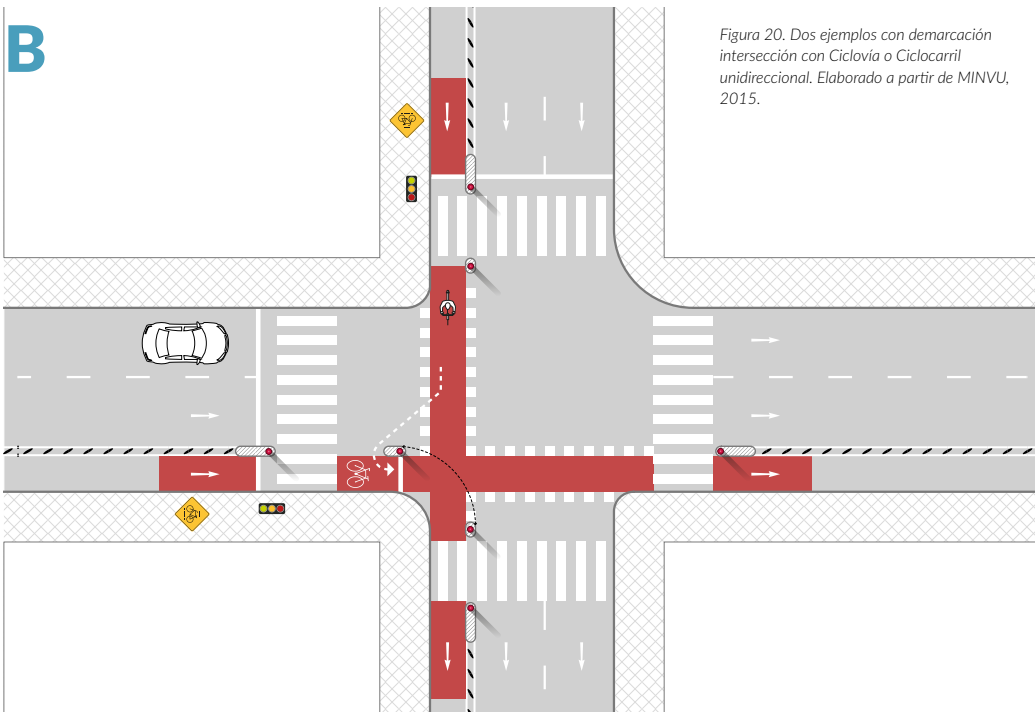 B
Figura 20. Dos ejemplos con demarcación
intersección con Ciclovía o Ciclocarril
unidireccional. Elaborado a partir de MINVU,
2015.